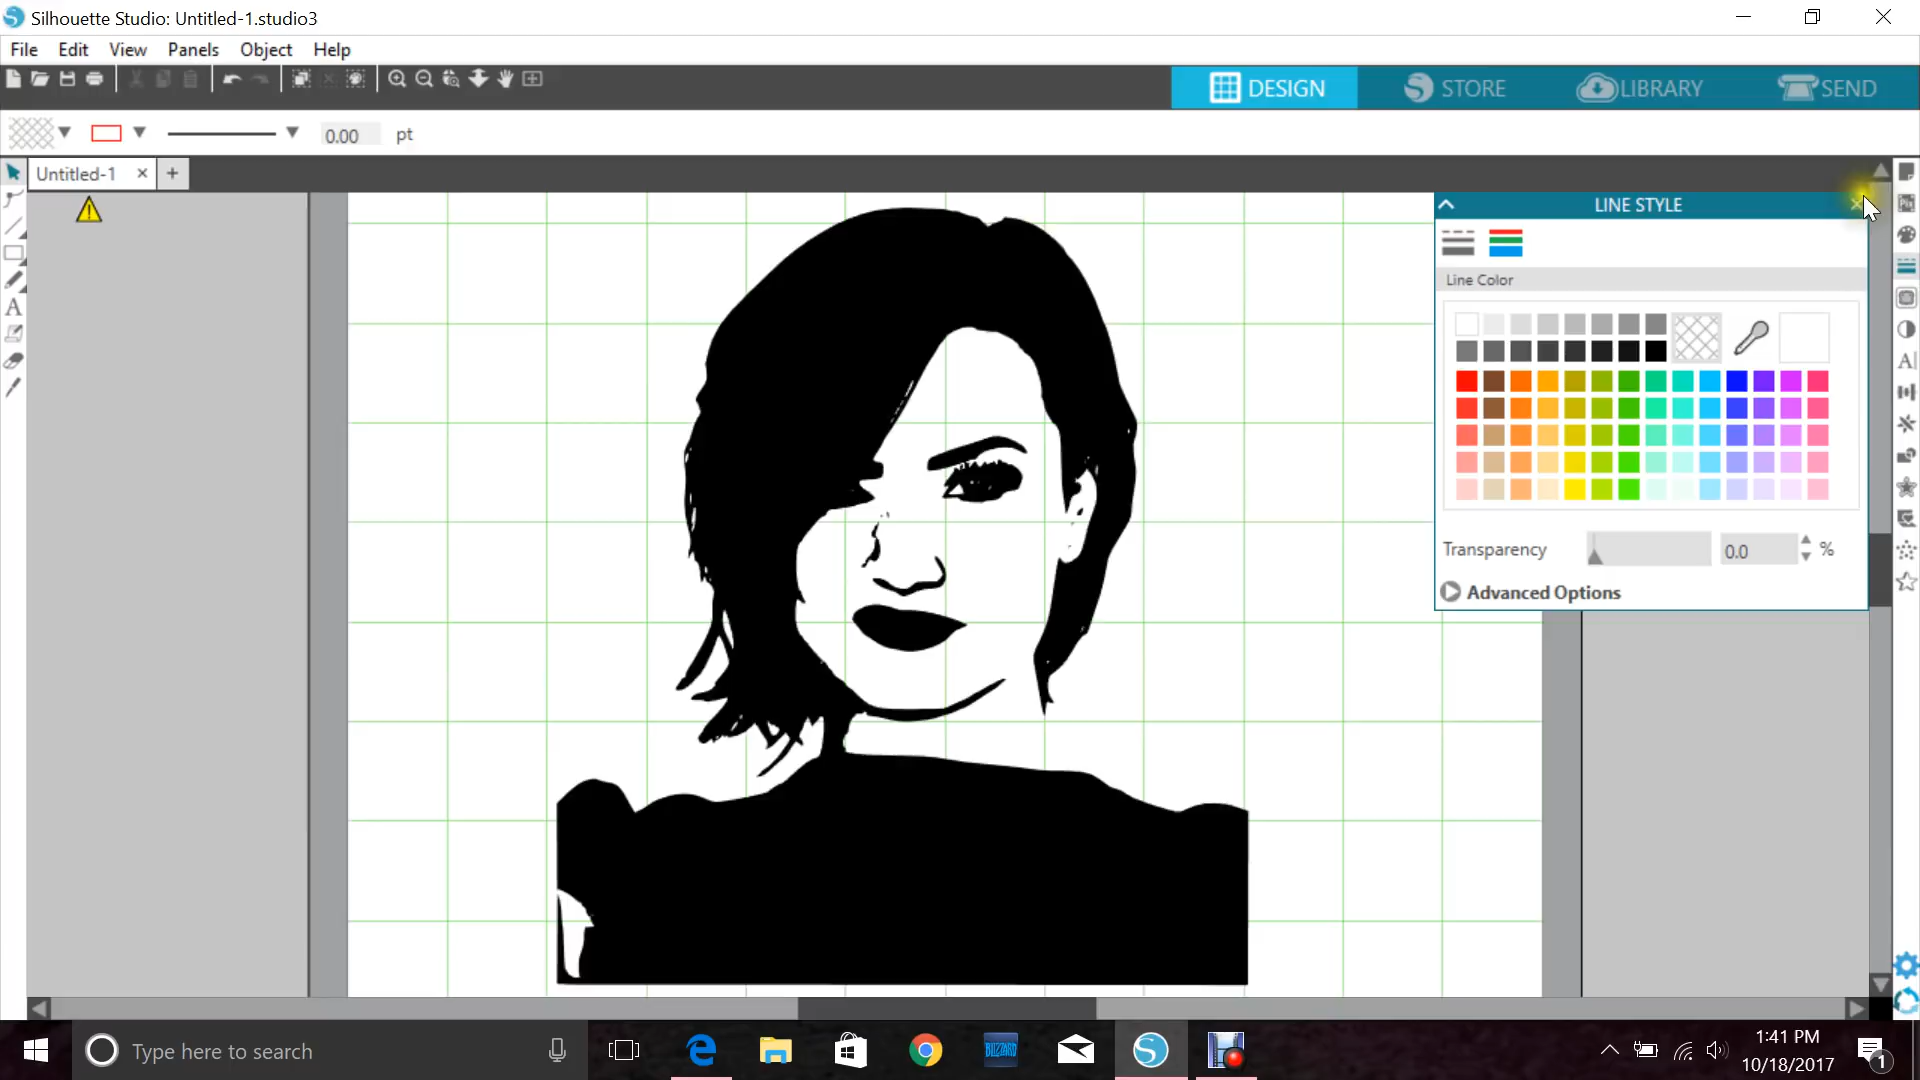 Silhouette Studio: Untitled-1.studio3
File Edit View Panels Object Help
DESIGN STORE LIBRARY SEND
0.00 pt
Untitled-1
LINE STYLE
Line Color
Transparency 0.0 %
Advanced Options
Type here to search
BLIZZARD
1:41 PM
10/18/2017
1